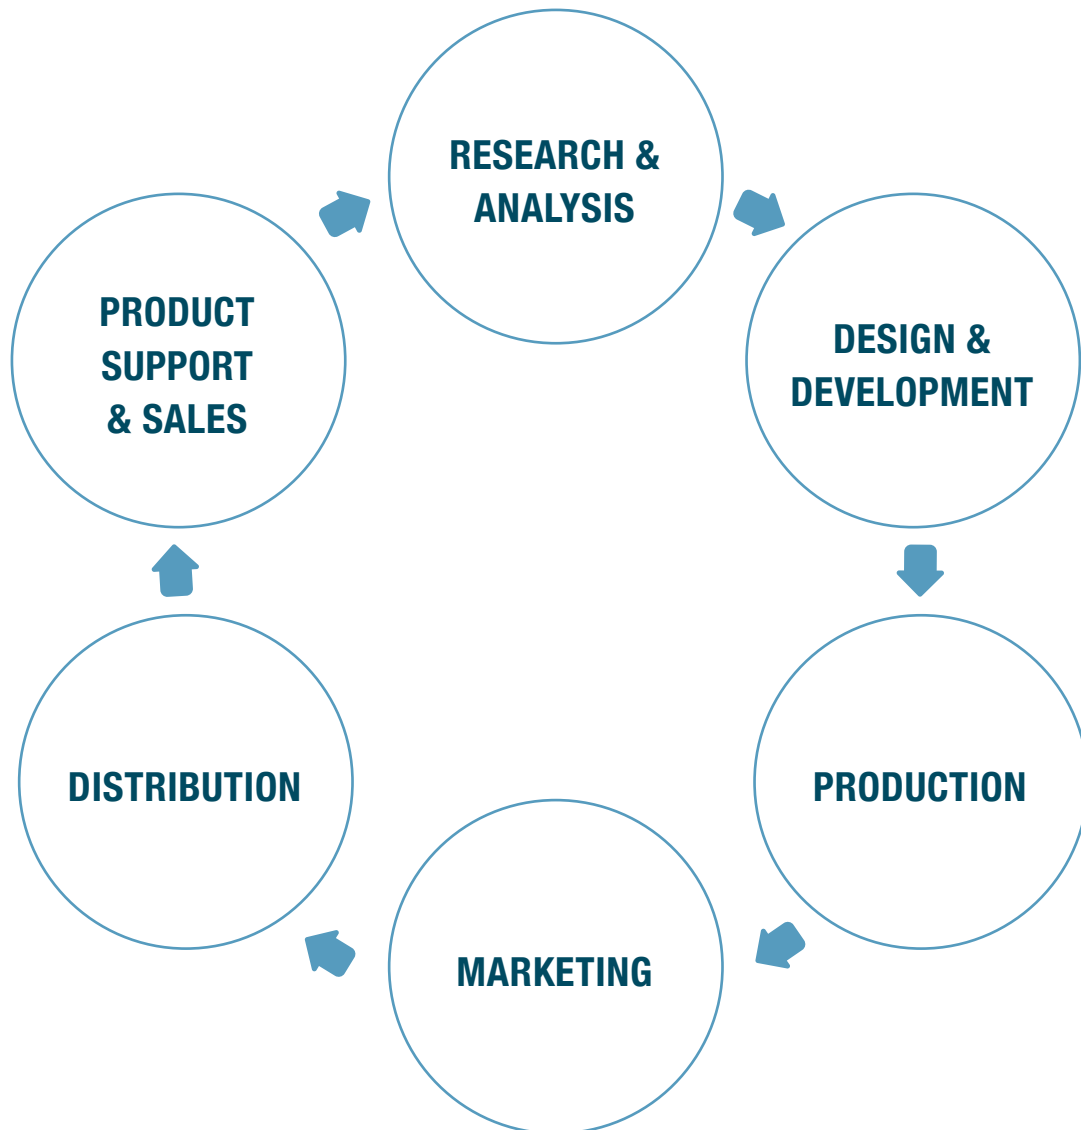 RESEARCH &
ANALYSIS
DESIGN &
DEVELOPMENT
PRODUCTION
MARKETING
DISTRIBUTION
PRODUCT
SUPPORT
& SALES